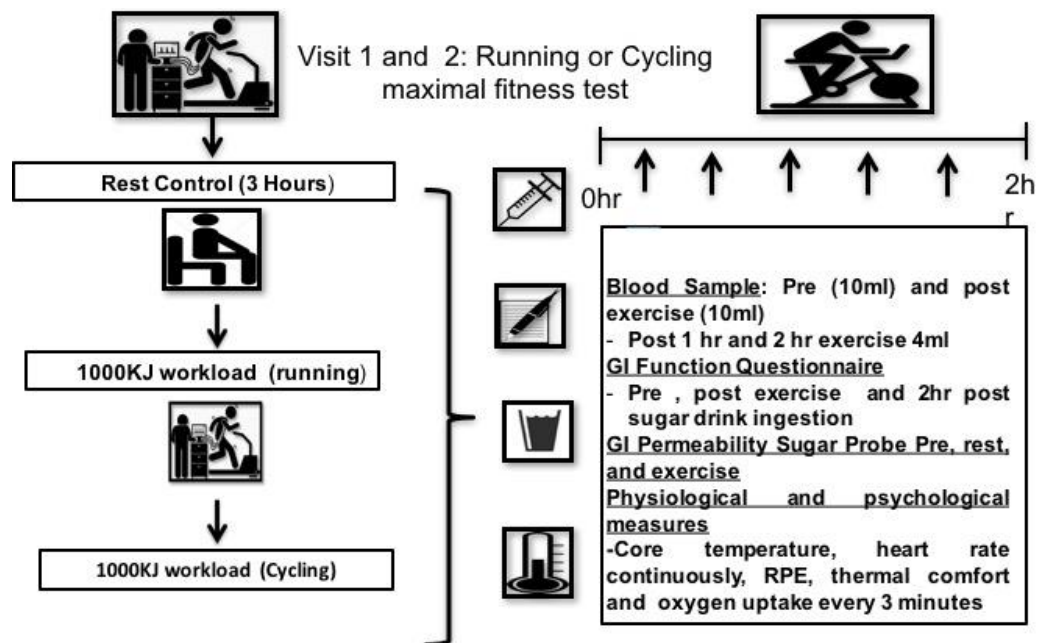 Visit 1 and 2: Running or Cycling
maximal fitness test
Rest Control (3 Hours)
1000KJ workload (running)
1000KJ workload (Cycling)
0hr
2h
r
Blood Sample: Pre (10ml) and post
exercise (10ml)
- Post 1 hr and 2 hr exercise 4ml
GI Function Questionnaire
- Pre , post exercise and 2hr post
sugar drink ingestion
GI Permeability Sugar Probe Pre, rest,
and exercise
Physiological and psychological
measures
-Core temperature, heart rate
continuously, RPE, thermal comfort
and oxygen uptake every 3 minutes